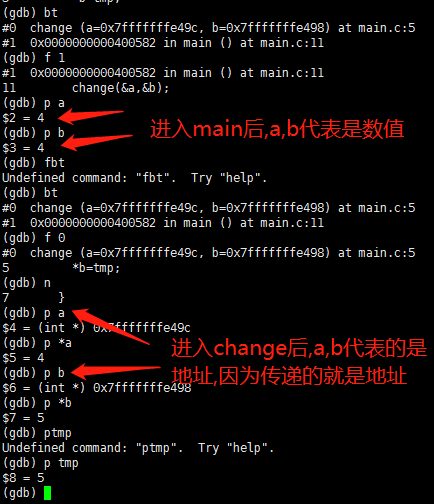 (gdb) bt
#0  change (a=0x7fffffffe49c, b=0x7fffffffe498) at main.c:5
#1  0x0000000000400582 in main () at main.c:11
(gdb) f 1
#1  0x0000000000400582 in main () at main.c:11
11        change(&a,&b);
(gdb) p a
$2 = 4
进入main后,a,b代表是数值
(gdb) p b
$3 = 4
(gdb) fbt
Undefined command: "fbt".  Try "help".
(gdb) bt
#0  change (a=0x7fffffffe49c, b=0x7fffffffe498) at main.c:5
#1  0x0000000000400582 in main () at main.c:11
(gdb) f 0
#0  change (a=0x7fffffffe49c, b=0x7fffffffe498) at main.c:5
5         *b=tmp;
(gdb) n
7       }
(gdb) p a
$4 = (int *) 0x7fffffffe49c
(gdb) p *a
$5 = 4
进入change后,a,b代表的是
地址,因为传递的就是地址
(gdb) p b
$6 = (int *) 0x7fffffffe498
(gdb) p *b
$7 = 5
(gdb) ptmp
Undefined command: "ptmp".  Try "help".
(gdb) p tmp
$8 = 5
(gdb)